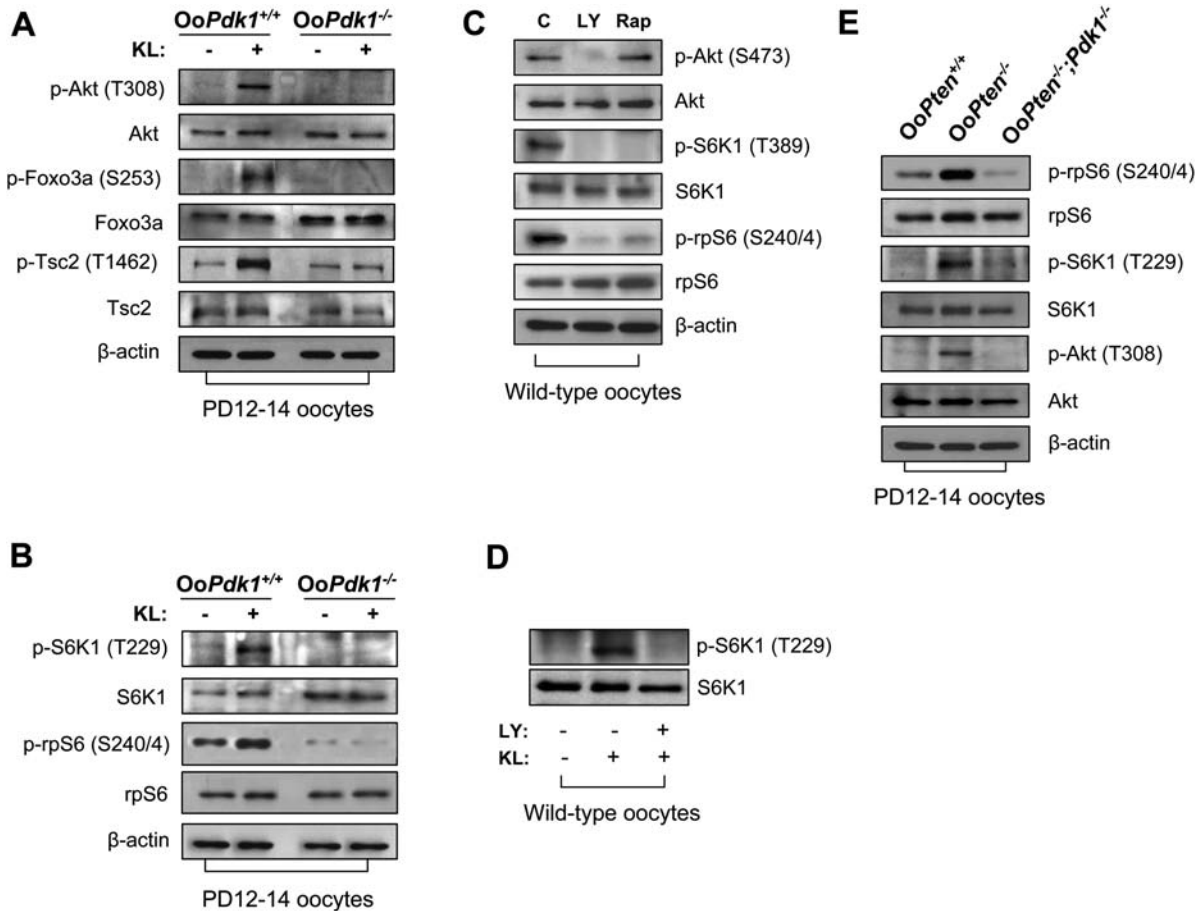 A
OoPdk1+/+ OoPdk1-/-
KL: - + - +
p-Akt (T308)
Akt
p-Foxo3a (S253)
Foxo3a
p-Tsc2 (T1462)
Tsc2
β-actin
PD12-14 oocytes
B
OoPdk1+/+ OoPdk1-/-
KL: - + - +
p-S6K1 (T229)
S6K1
p-rpS6 (S240/4)
rpS6
β-actin
PD12-14 oocytes
C
C LY Rap
p-Akt (S473)
Akt
p-S6K1 (T389)
S6K1
p-rpS6 (S240/4)
rpS6
β-actin
Wild-type oocytes
D
p-S6K1 (T229)
S6K1
LY: - - +
KL: - + +
Wild-type oocytes
E
OoPten+/+ OoPten-/- OoPten-/-;Pdk1-/-
p-rpS6 (S240/4)
rpS6
p-S6K1 (T229)
S6K1
p-Akt (T308)
Akt
β-actin
PD12-14 oocytes